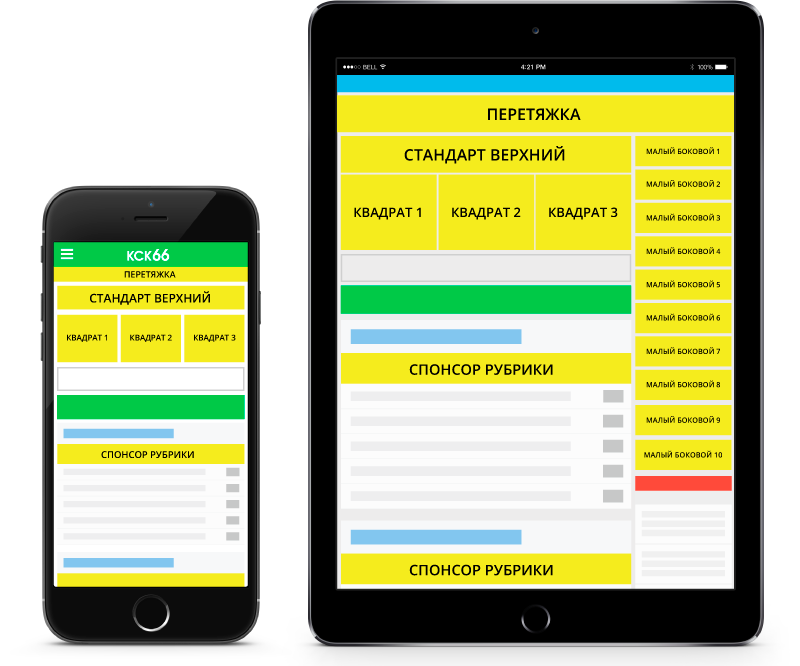 КСК66
ПЕРЕТЯЖКА
СТАНДАРТ ВЕРХНИЙ
КВАДРАТ 1
КВАДРАТ 2
КВАДРАТ 3
СПОНСОР РУБРИКИ
BELL
4:21 PM
100%
ПЕРЕТЯЖКА
СТАНДАРТ ВЕРХНИЙ
КВАДРАТ 1
КВАДРАТ 2
КВАДРАТ 3
СПОНСОР РУБРИКИ
СПОНСОР РУБРИКИ
МАЛЫЙ БОКОВОЙ 1
МАЛЫЙ БОКОВОЙ 2
МАЛЫЙ БОКОВОЙ 3
МАЛЫЙ БОКОВОЙ 4
МАЛЫЙ БОКОВОЙ 5
МАЛЫЙ БОКОВОЙ 6
МАЛЫЙ БОКОВОЙ 7
МАЛЫЙ БОКОВОЙ 8
МАЛЫЙ БОКОВОЙ 9
МАЛЫЙ БОКОВОЙ 10